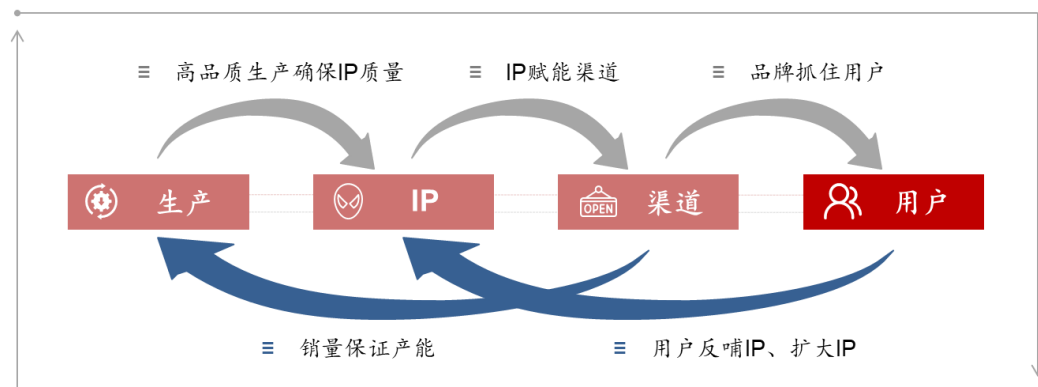 高品质生产确保IP质量
IP赋能渠道
品牌抓住用户
生产
IP
OPEN
渠道
用户
销量保证产能
用户反哺IP、扩大IP